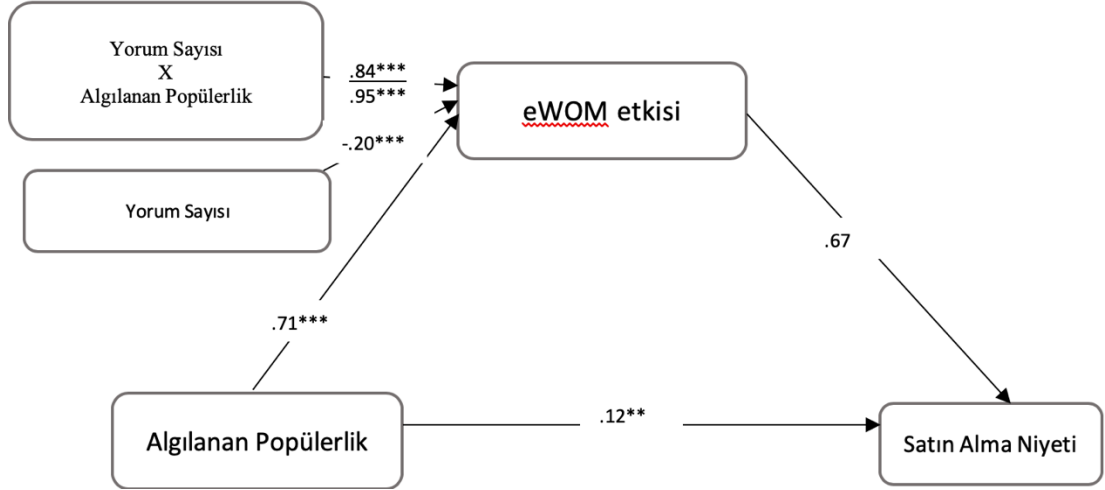 Yorum Sayısı
X
Algılanan Popülerlik
.84***
.95***
-.20***
eWOM etkisi
Yorum Sayısı
.67
.71***
.12**
Algılanan Popülerlik
Satın Alma Niyeti